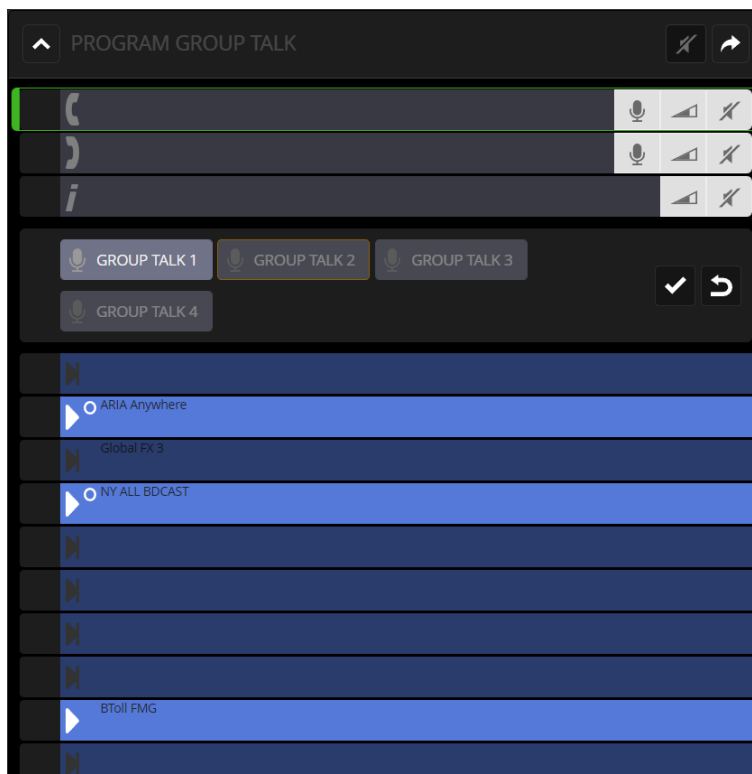 PROGRAM GROUP TALK
GROUP TALK 1
GROUP TALK 2
GROUP TALK 3
GROUP TALK 4
ARIA Anywhere
Global FX 3
NY ALL BDCAST
BToll FMG